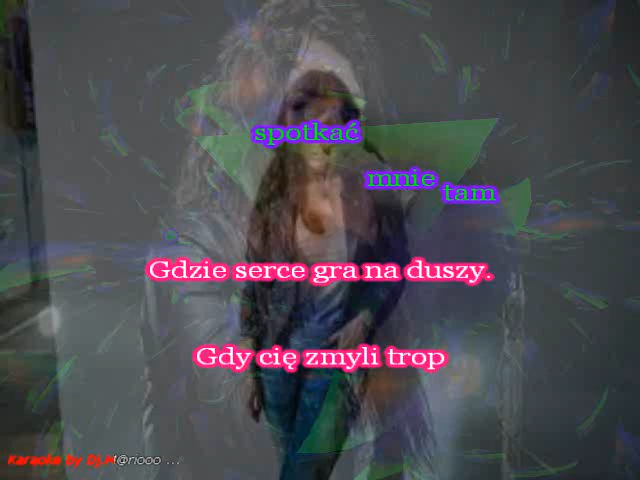 spotkać
mnie tam
Gdzie serce gra na duszy.
Gdy cię zmyli trop
Karaoke by Dj.M@riooo ...